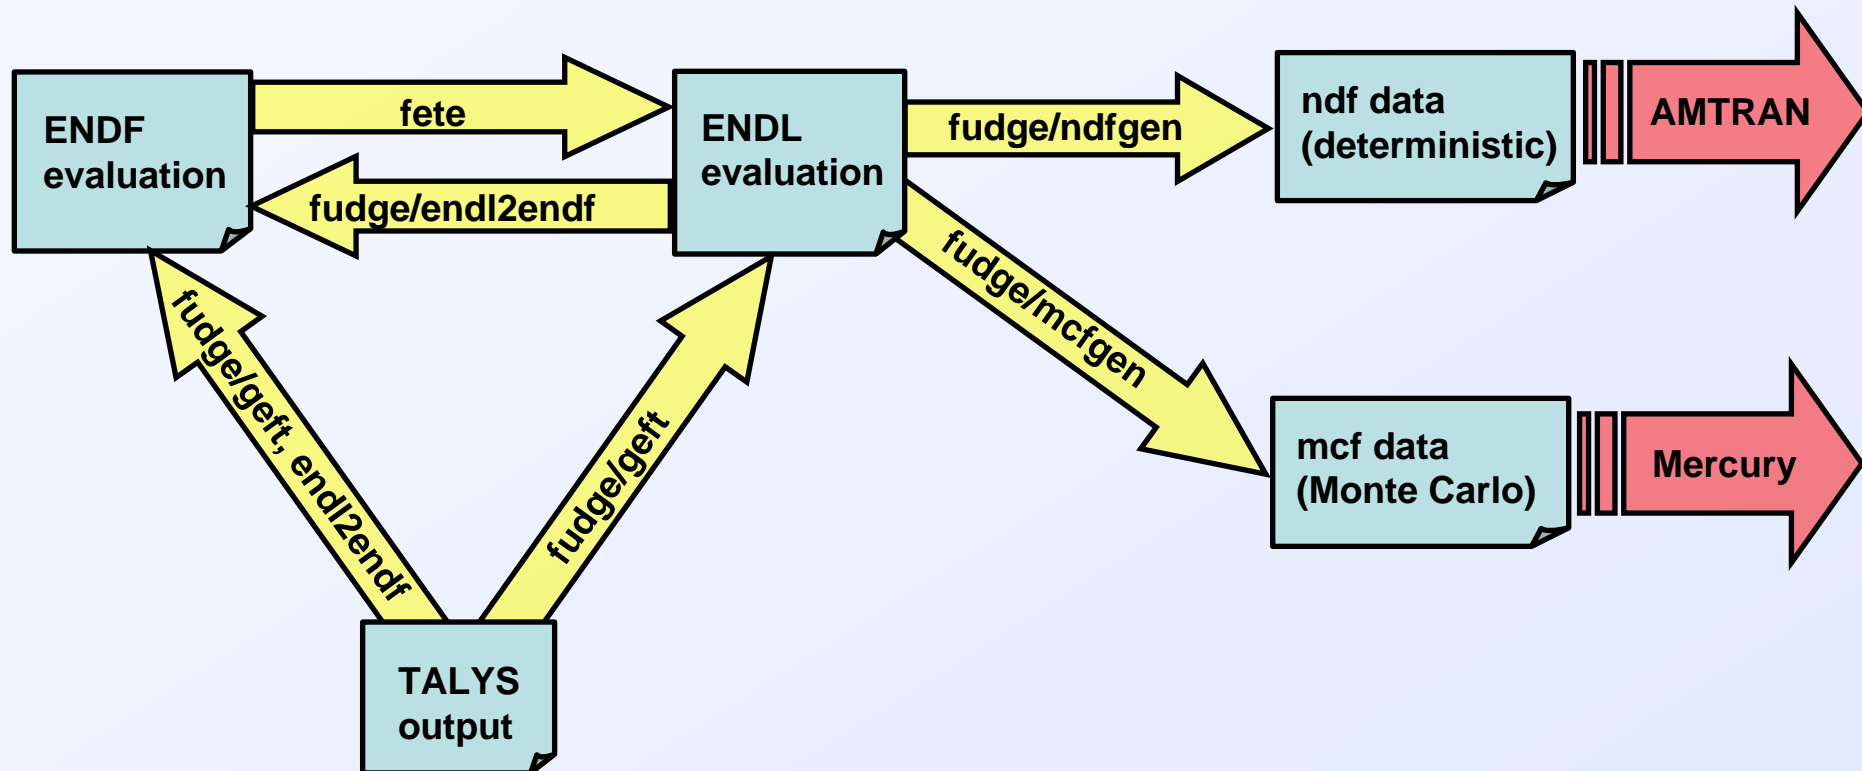 ENDF
evaluation
fete
fudge/endl2endf
ENDL
evaluation
fudge/ndfgen
ndf data
(deterministic)
AMTRAN
fudge/mcfgen
mcf data
(Monte Carlo)
Mercury
fudge/geft, endl2endf
fudge/geft
TALYS
output